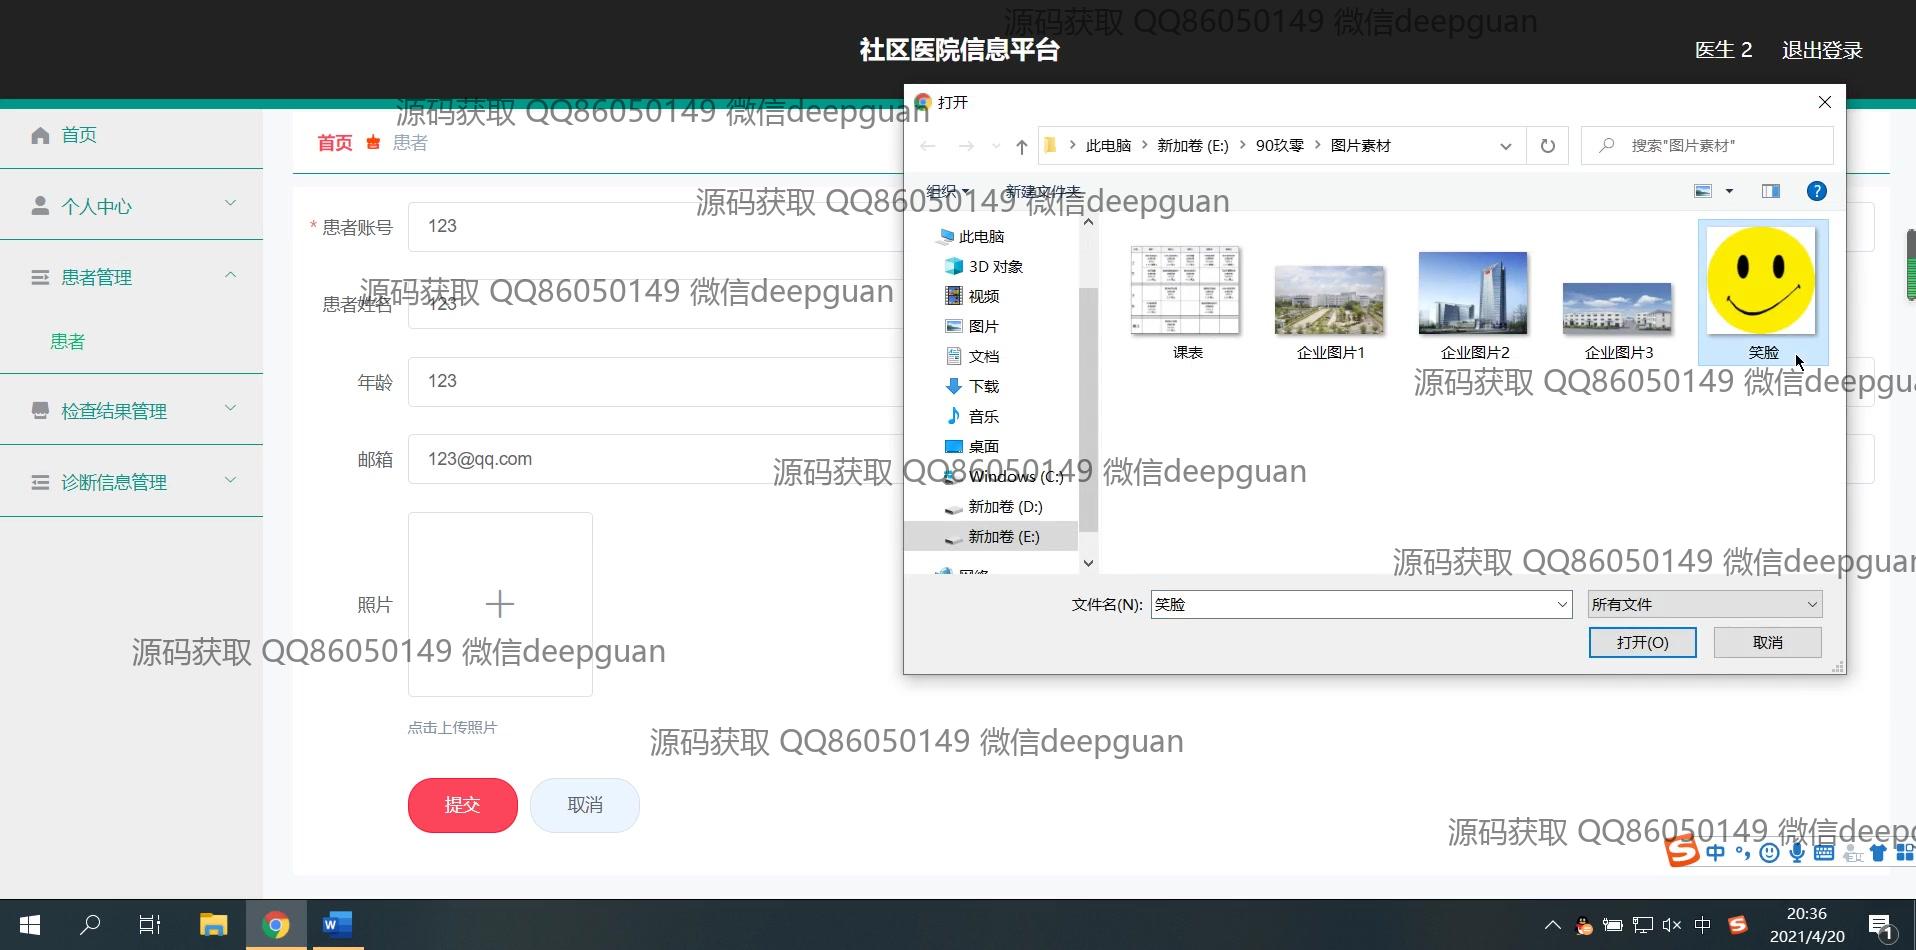 源码获取 QQ86050149 微信deepguan
社区医院信息平台
医生 2
退出登录
源码获取 QQ86050149 微信deepguan
首页
个人中心
患者管理
患者
检查结果管理
诊断信息管理
首页
患者
* 患者账号
123
患者姓名
123
源码获取 QQ86050149 微信deepguan
年龄
123
邮箱
123@qq.com
照片
点击上传照片
源码获取 QQ86050149 微信deepguan
提交
取消
打开
此电脑
新加卷 (E:)
90玖零
图片素材
搜索"图片素材"
组织
新建文件夹
源码获取 QQ86050149 微信deepguan
此电脑
3D 对象
视频
图片
文档
下载
音乐
桌面
Windows (C:)
新加卷 (D:)
新加卷 (E:)
网络
课表
企业图片1
企业图片2
企业图片3
笑脸
源码获取 QQ86050149 微信deepgu
源码获取 QQ86050149 微信deepguan
源码获取 QQ86050149 微信deepguan
文件名(N):
笑脸
所有文件
打开(O)
取消
源码获取 QQ86050149 微信deepguan
源码获取 QQ86050149 微信deepg
中
中
20:36
2021/4/20
1